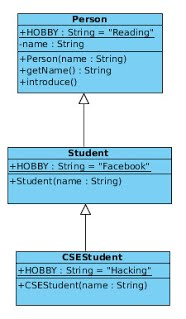 Person
+HOBBY : String = "Reading"
-name : String
+Person(name : String)
+getName() : String
+introduce()
Student
+HOBBY : String = "Facebook"
+Student(name : String)
CSEStudent
+HOBBY : String = "Hacking"
+CSEStudent(name : String)